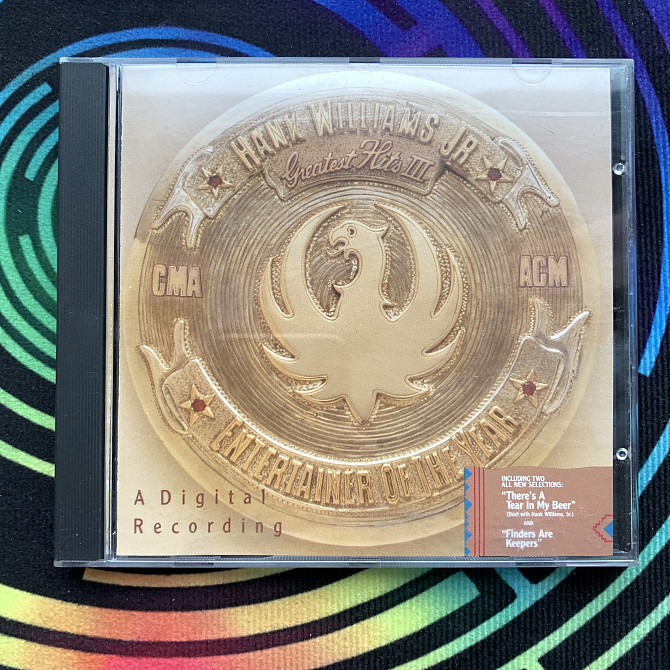 HANK WILLIAMS JR.
Greatest Hits III
CMA
ACM
ENTERTAINER OF THE YEAR
A Digital
Recording
INCLUDING TWO
ALL NEW SELECTIONS:
"There's A
Tear In My Beer"
(Duet with Hank Williams, Sr.)
AND
"Finders Are
Keepers"